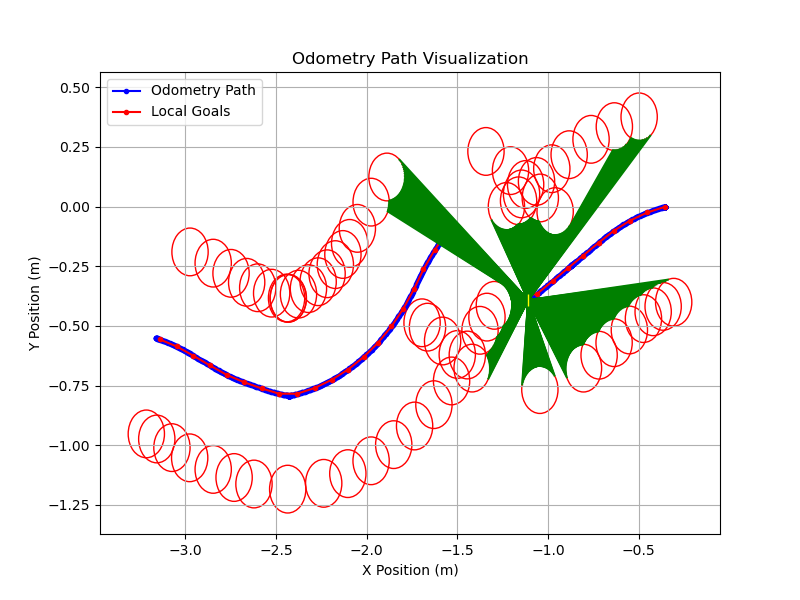 Odometry Path Visualization
Odometry Path
Local Goals
0.50
0.25
0.00
−0.25
−0.50
−0.75
−1.00
−1.25
Y Position (m)
−3.0 −2.5 −2.0 −1.5 −1.0 −0.5
X Position (m)